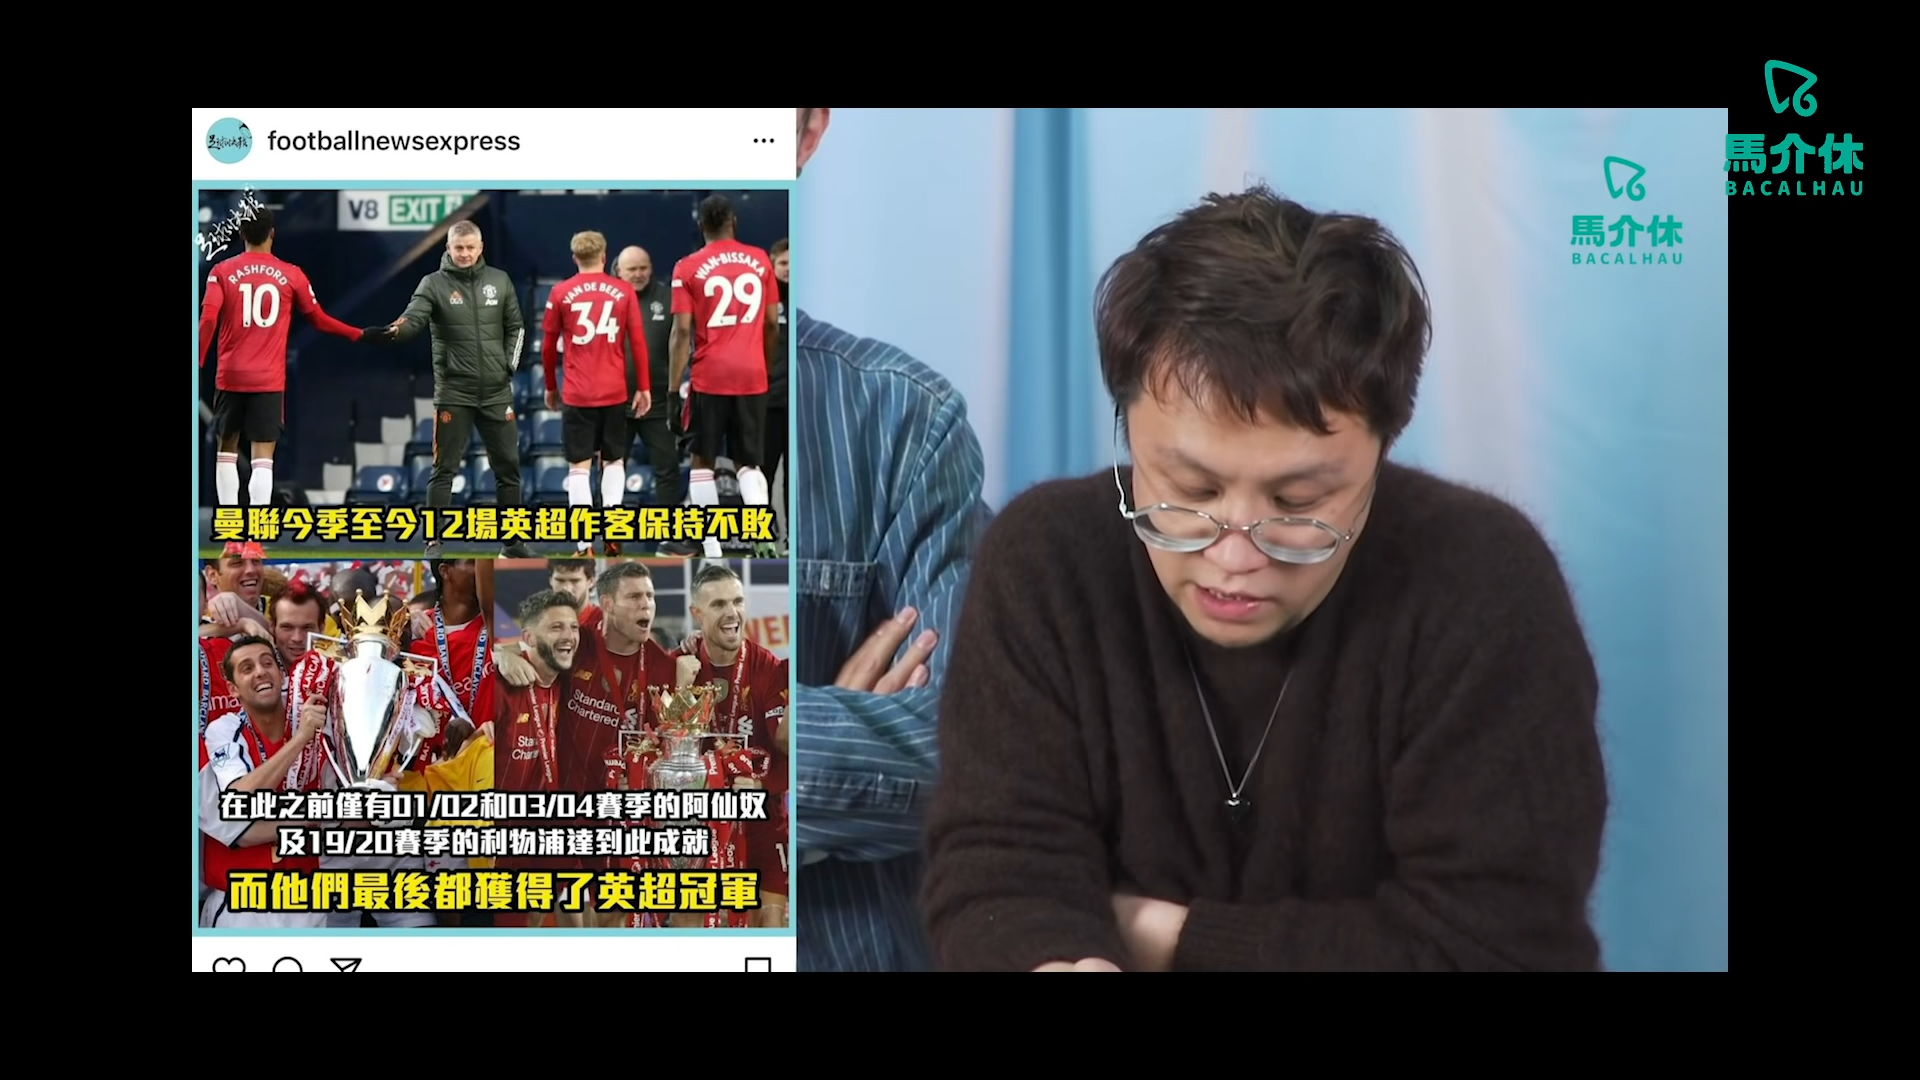 footballnewsexpress
足球快報
V8 EXIT
RASHFORD
10
VAN DE BEEK
34
WAN-BISSAKA
29
曼聯今季至今12場英超作客保持不敗
Standard
Chartered
在此之前僅有01/02和03/04賽季的阿仙奴
及19/20賽季的利物浦達到此成就
而他們最後都獲得了英超冠軍
馬介休
BACALHAU
馬介休
BACALHAU